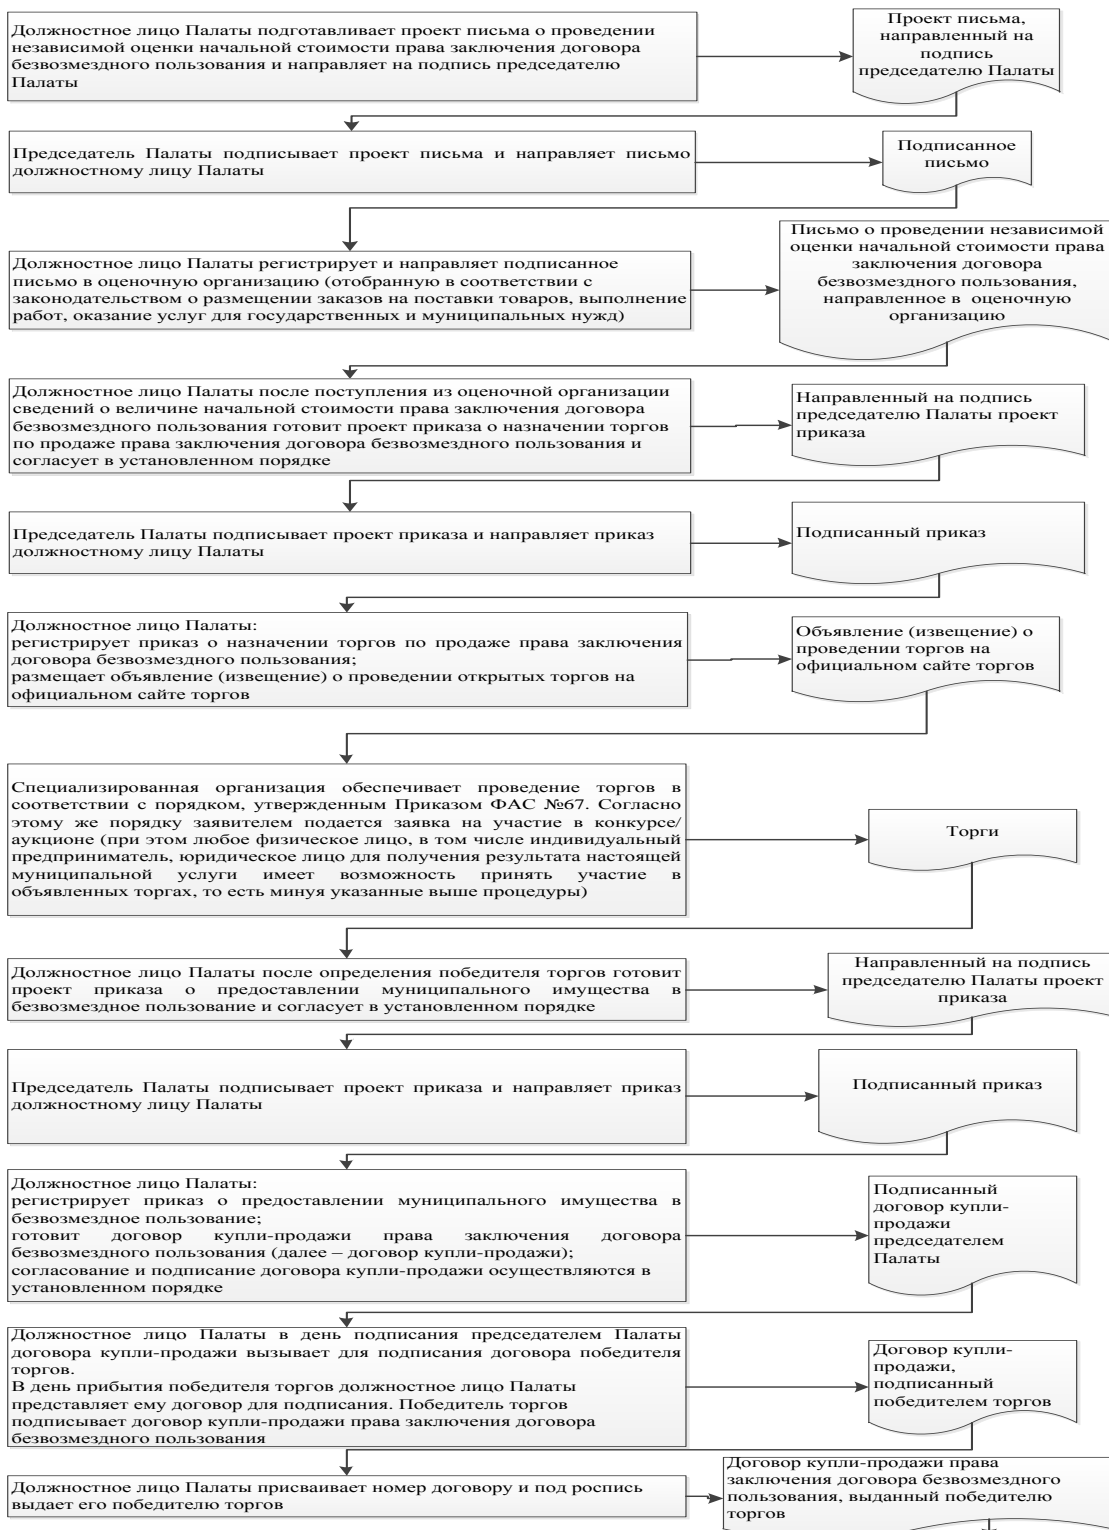 Должностное лицо Палаты подготавливает проект письма о проведении
независимой оценки начальной стоимости права заключения договора
безвозмездного пользования и направляет на подпись председателю
Палаты
Проект письма,
направленный на
подпись
председателю Палаты
Председатель Палаты подписывает проект письма и направляет письмо
должностному лицу Палаты
Подписанное
письмо
Должностное лицо Палаты регистрирует и направляет подписанное
письмо в оценочную организацию (отобранную в соответствии с
законодательством о размещении заказов на поставки товаров, выполнение
работ, оказание услуг для государственных и муниципальных нужд)
Письмо о проведении независимой
оценки начальной стоимости права
заключения договора
безвозмездного пользования,
направленное в оценочную
организацию
Должностное лицо Палаты после поступления из оценочной организации
сведений о величине начальной стоимости права заключения договора
безвозмездного пользования готовит проект приказа о назначении торгов
по продаже права заключения договора безвозмездного пользования и
согласует в установленном порядке
Направленный на подпись
председателю Палаты проект
приказа
Председатель Палаты подписывает проект приказа и направляет приказ
должностному лицу Палаты
Подписанный приказ
Должностное лицо Палаты:
регистрирует приказ о назначении торгов по продаже права заключения
договора безвозмездного пользования;
размещает объявление (извещение) о проведении открытых торгов на
официальном сайте торгов
Объявление (извещение) о
проведении торгов на
официальном сайте торгов
Специализированная организация обеспечивает проведение торгов в
соответствии с порядком, утвержденным Приказом ФАС №67. Согласно
этому же порядку заявителем подается заявка на участие в конкурсе/
аукционе (при этом любое физическое лицо, в том числе индивидуальный
предприниматель, юридическое лицо для получения результата настоящей
муниципальной услуги имеет возможность принять участие в
объявленных торгах, то есть минуя указанные выше процедуры)
Торги
Должностное лицо Палаты после определения победителя торгов готовит
проект приказа о предоставлении муниципального имущества в
безвозмездное пользование и согласует в установленном порядке
Направленный на подпись
председателю Палаты проект
приказа
Председатель Палаты подписывает проект приказа и направляет приказ
должностному лицу Палаты
Подписанный приказ
Должностное лицо Палаты:
регистрирует приказ о предоставлении муниципального имущества в
безвозмездное пользование;
готовит договор купли-продажи права заключения договора
безвозмездного пользования (далее – договор купли-продажи);
согласование и подписание договора купли-продажи осуществляются в
установленном порядке
Подписанный
договор купли-
продажи
председателем
Палаты
Должностное лицо Палаты в день подписания председателем Палаты
договора купли-продажи вызывает для подписания договора победителя
торгов.
В день прибытия победителя торгов должностное лицо Палаты
представляет ему договор для подписания. Победитель торгов
подписывает договор купли-продажи права заключения договора
безвозмездного пользования
Договор купли-
продажи,
подписанный
победителем торгов
Должностное лицо Палаты присваивает номер договору и под роспись
выдает его победителю торгов
Договор купли-продажи права
заключения договора безвозмездного
пользования, выданный победителю
торгов